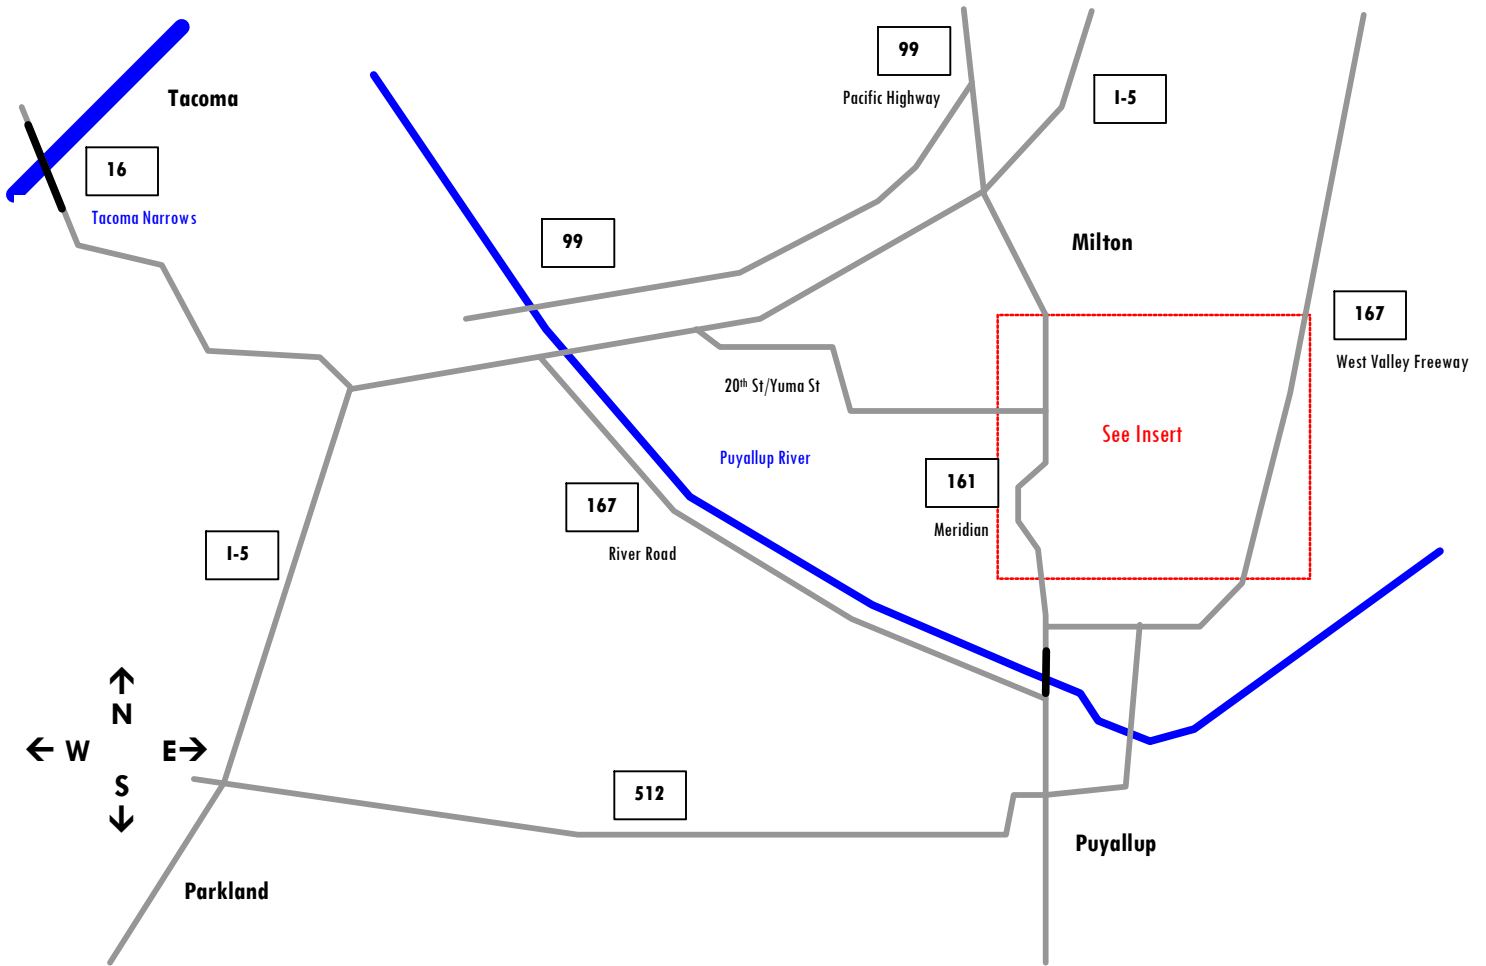 99
Pacific Highway
I-5
Tacoma
16
Tacoma Narrows
99
Milton
167
West Valley Freeway
20th St/Yuma St
See Insert
Puyallup River
161
Meridian
167
River Road
I-5
N
W E
S
512
Puyallup
Parkland